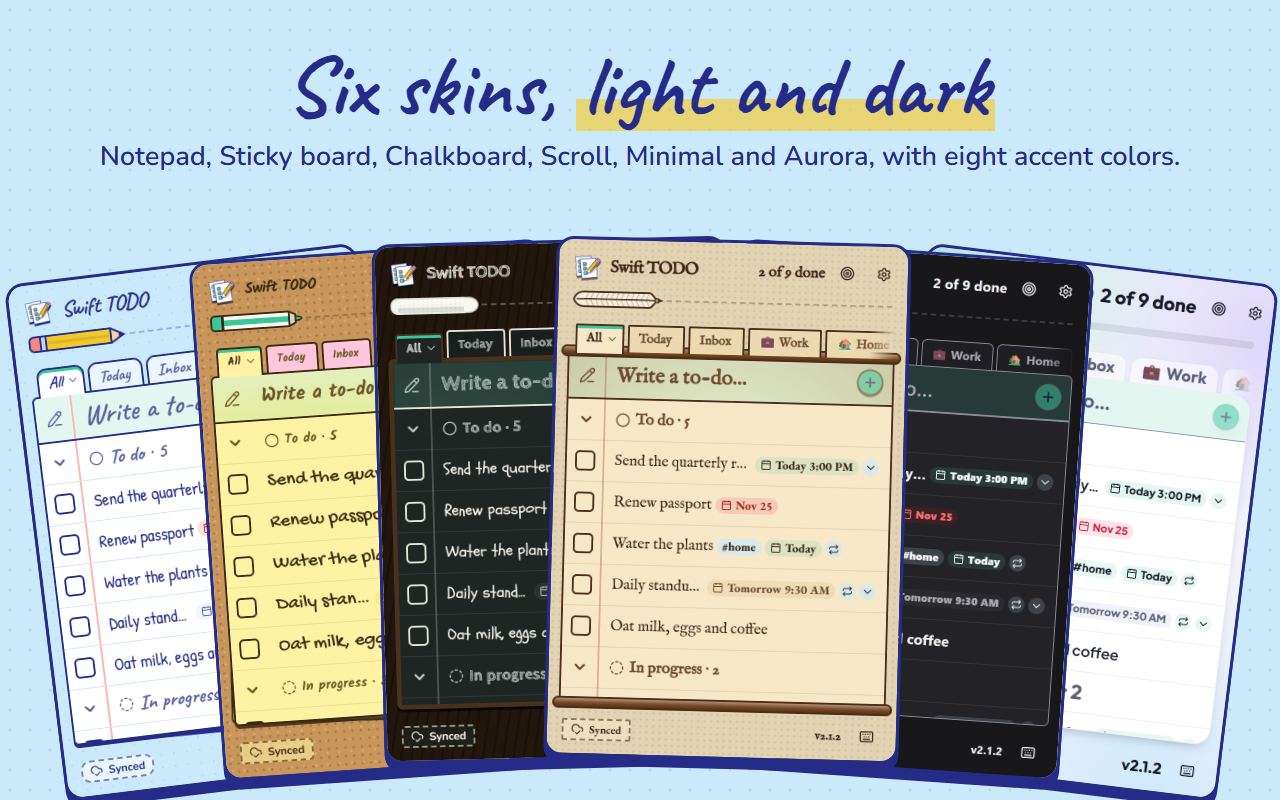 Six skins, light and dark
Notepad, Sticky board, Chalkboard, Scroll, Minimal and Aurora, with eight accent colors.
Swift TODO
All Today Inbox
Write a to-d
To do · 5
Send the quarterl
Renew passport
Water the plants
Daily stand...
Oat milk, eggs a
In progress
Synced
Swift TODO
All Today Inbox
Write a to-do
To do · 5
Send the quar
Renew passpo
Water the pla
Daily stan...
Oat milk, egg
In progress ·
Synced
Swift TODO
All Today Inbox
Write a to-d
To do · 5
Send the quarter
Renew passport
Water the plant
Daily stand...
Oat milk, eggs a
In progress
Synced
Swift TODO 2 of 9 done
All Today Inbox Work Home
Write a to-do...
To do · 5
Send the quarterly r... Today 3:00 PM
Renew passport Nov 25
Water the plants #home Today
Daily standu... Tomorrow 9:30 AM
Oat milk, eggs and coffee
In progress · 2
Synced v2.1.2
2 of 9 done
Work Home
o...
y... Today 3:00 PM
Nov 25
#home Today
Tomorrow 9:30 AM
coffee
v2.1.2
2 of 9 done
box Work
o...
y... Today 3:00 PM
Nov 25
#home Today
Tomorrow 9:30 AM
coffee
2
v2.1.2